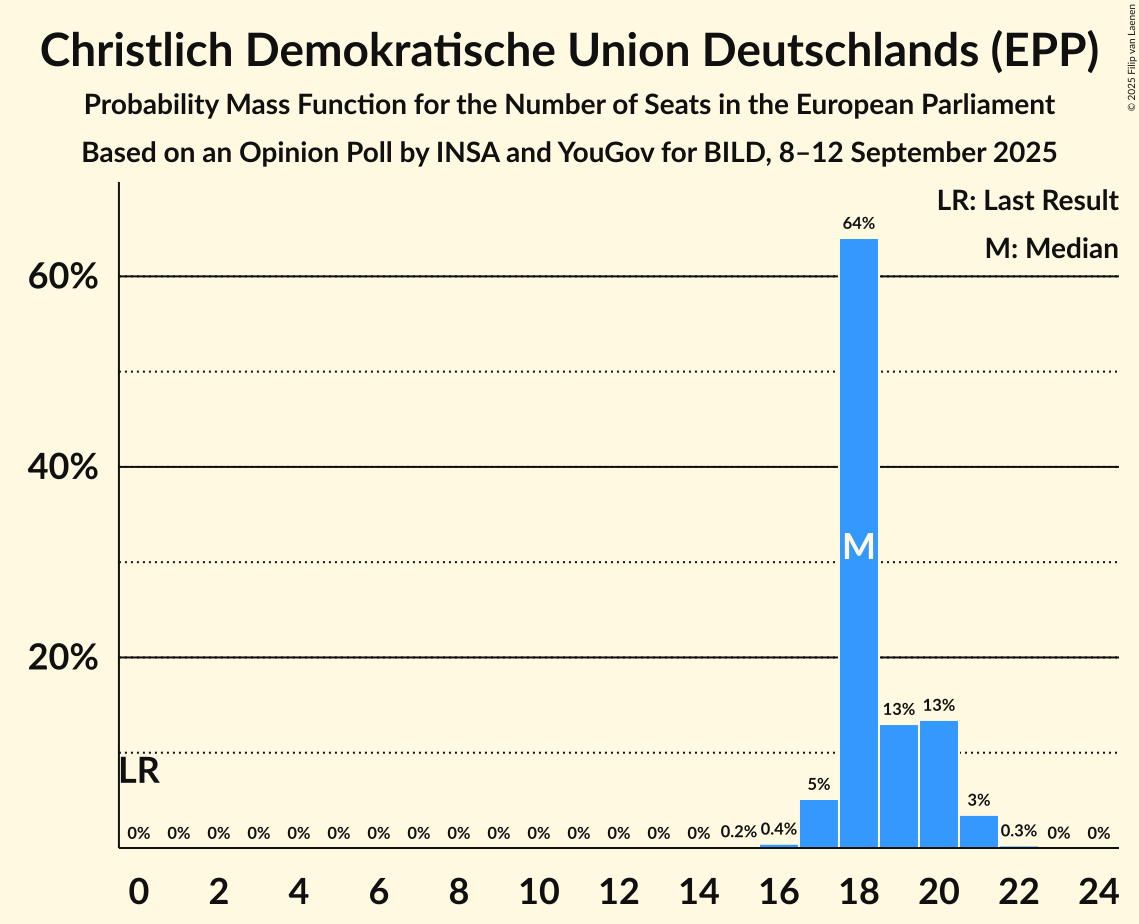 Christlich Demokratische Union Deutschlands (EPP)
Probability Mass Function for the Number of Seats in the European Parliament
Based on an Opinion Poll by INSA and YouGov for BILD, 8–12 September 2025
© 2025 Filip van Laenen
LR: Last Result
M: Median
64%
60%
40%
M
20%
13% 13%
LR
5% 3%
0% 0% 0% 0% 0% 0% 0% 0% 0% 0% 0% 0% 0% 0% 0% 0.2% 0.4% 0.3% 0% 0%
0 2 4 6 8 10 12 14 16 18 20 22 24